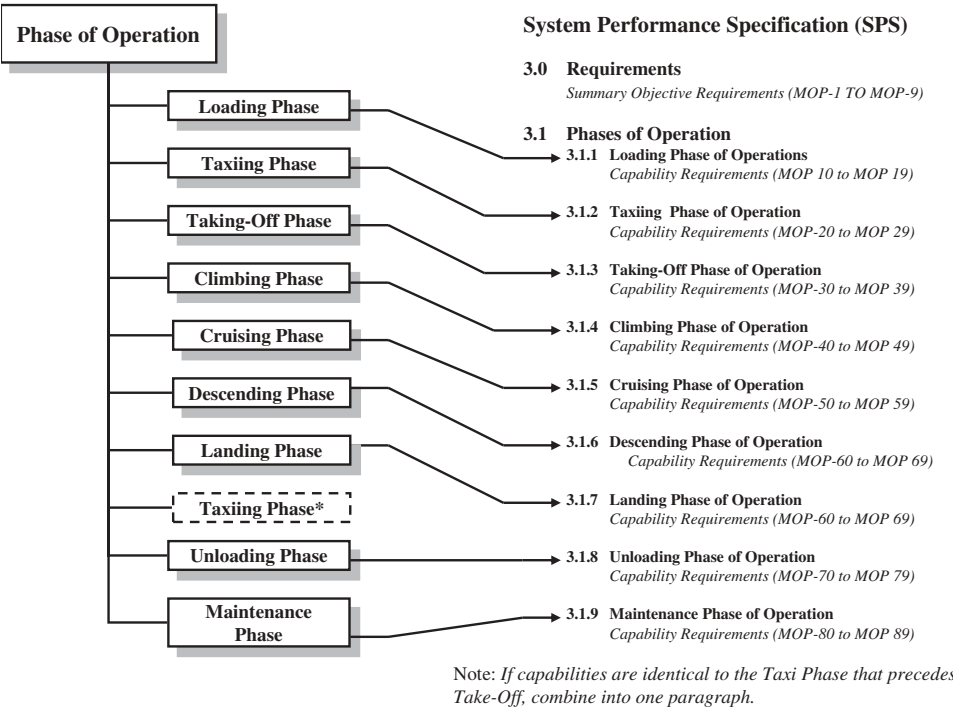 Phase of Operation
Loading Phase
Taxiing Phase
Taking-Off Phase
Climbing Phase
Cruising Phase
Descending Phase
Landing Phase
Taxiing Phase*
Unloading Phase
Maintenance
Phase
System Performance Specification (SPS)
3.0 Requirements
Summary Objective Requirements (MOP-1 TO MOP-9)
3.1 Phases of Operation
3.1.1 Loading Phase of Operations
Capability Requirements (MOP 10 to MOP 19)
3.1.2 Taxiing Phase of Operation
Capability Requirements (MOP-20 to MOP 29)
3.1.3 Taking-Off Phase of Operation
Capability Requirements (MOP-30 to MOP 39)
3.1.4 Climbing Phase of Operation
Capability Requirements (MOP-40 to MOP 49)
3.1.5 Cruising Phase of Operation
Capability Requirements (MOP-50 to MOP 59)
3.1.6 Descending Phase of Operation
Capability Requirements (MOP-60 to MOP 69)
3.1.7 Landing Phase of Operation
Capability Requirements (MOP-60 to MOP 69)
3.1.8 Unloading Phase of Operation
Capability Requirements (MOP-70 to MOP 79)
3.1.9 Maintenance Phase of Operation
Capability Requirements (MOP-80 to MOP 89)
Note: If capabilities are identical to the Taxi Phase that precedes
Take-Off, combine into one paragraph.